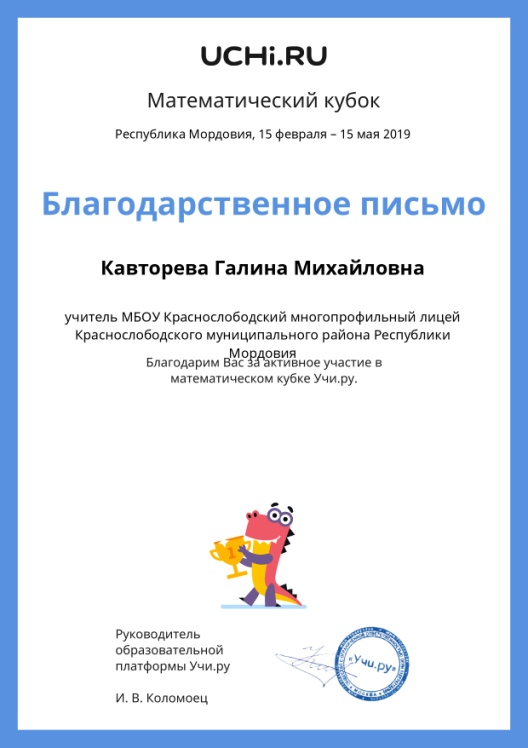 UCHi.RU
Математический кубок
Республика Мордовия, 15 февраля – 15 мая 2019
Благодарственное письмо
Кавторева Галина Михайловна
учитель МБОУ Краснослободский многопрофильный лицей
Краснослободского муниципального района Республики
Мордовия
Благодарим Вас за активное участие в
математическом кубке Учи.ру.
1
Руководитель
образовательной
платформы Учи.ру
И. В. Коломоец
«Учи.ру»
МОСКВА